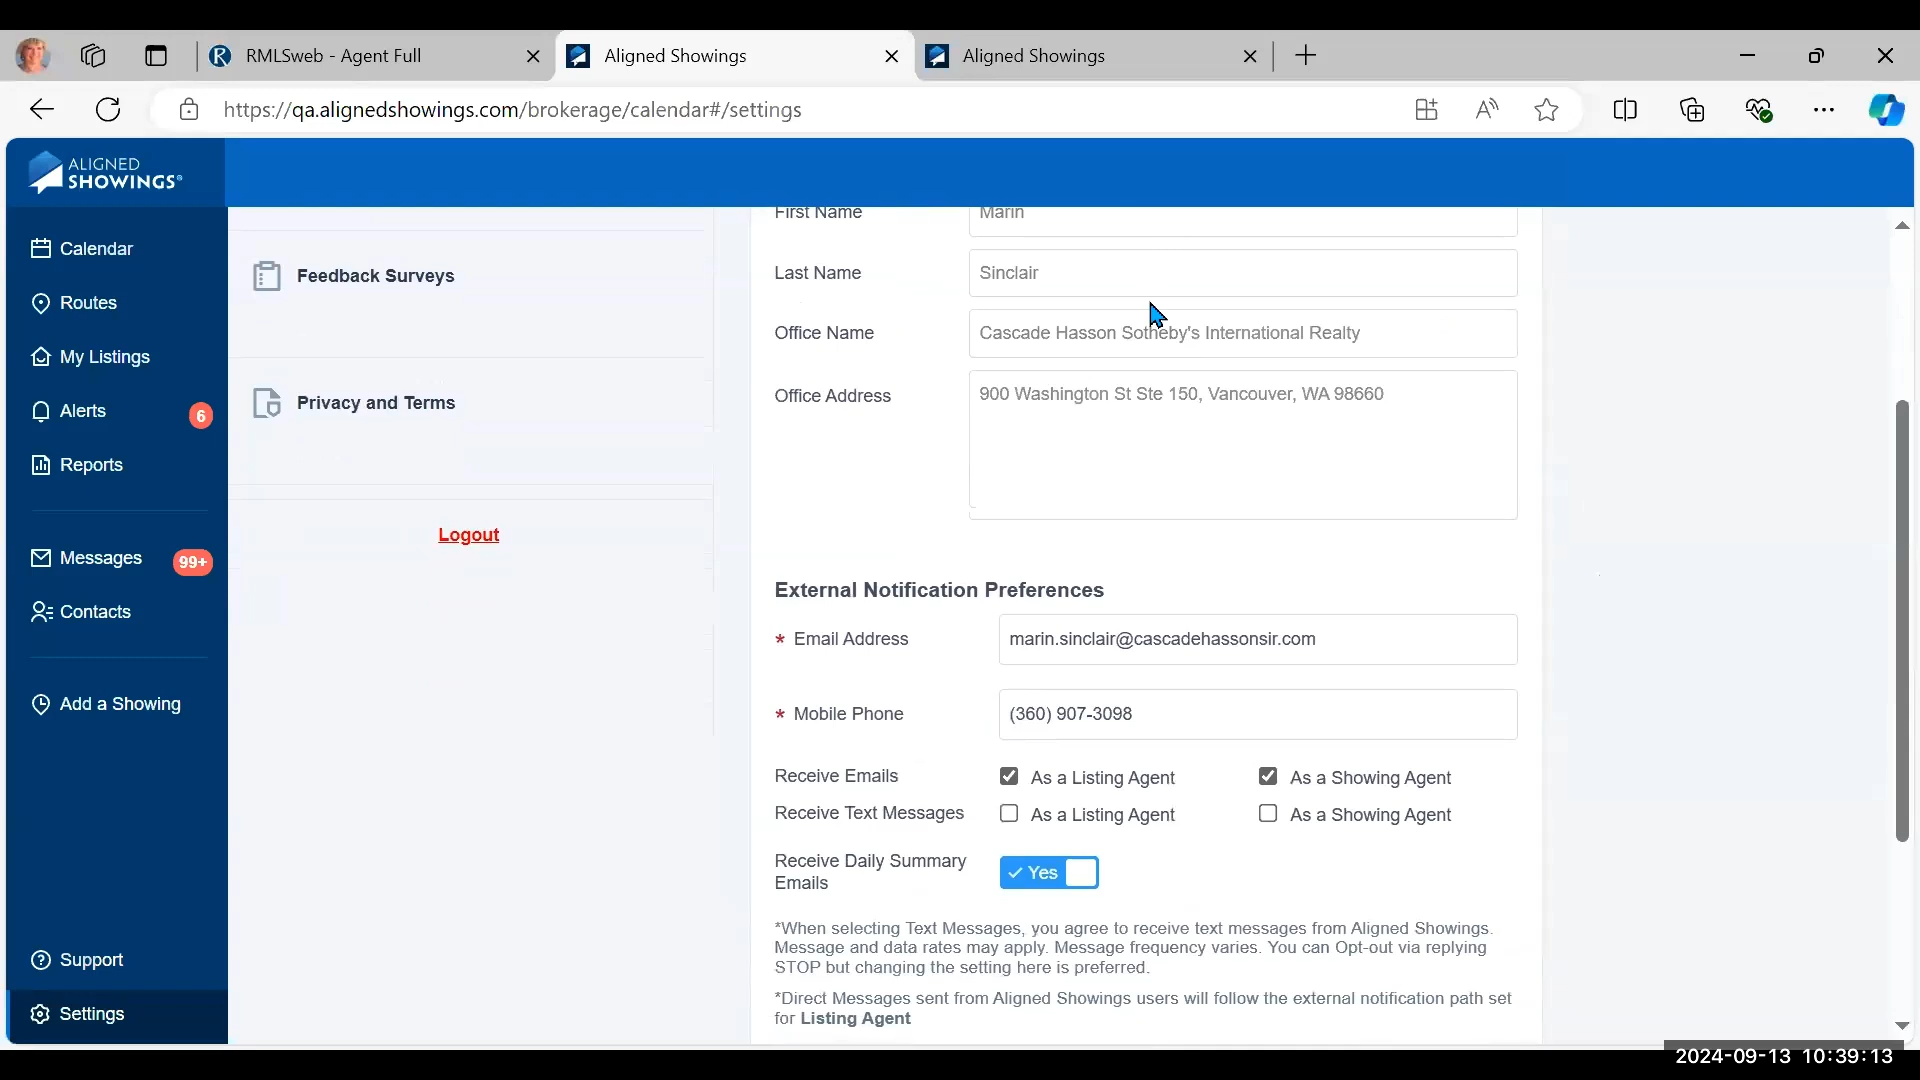 RMLSweb - Agent Full
Aligned Showings
Aligned Showings
https://qa.alignedshowings.com/brokerage/calendar#/settings
ALIGNED
SHOWINGS®
Calendar
Routes
My Listings
Alerts
6
Reports
Messages
99+
Contacts
Add a Showing
Support
Settings
Feedback Surveys
Privacy and Terms
Logout
First Name
Marin
Last Name
Sinclair
Office Name
Cascade Hasson Sotheby's International Realty
Office Address
900 Washington St Ste 150, Vancouver, WA 98660
External Notification Preferences
* Email Address
marin.sinclair@cascadehassonsir.com
* Mobile Phone
(360) 907-3098
Receive Emails
As a Listing Agent
As a Showing Agent
Receive Text Messages
As a Listing Agent
As a Showing Agent
Receive Daily Summary
Emails
Yes
*When selecting Text Messages, you agree to receive text messages from Aligned Showings.
Message and data rates may apply. Message frequency varies. You can Opt-out via replying
STOP but changing the setting here is preferred.
*Direct Messages sent from Aligned Showings users will follow the external notification path set
for Listing Agent
2024-09-13 10:39:13